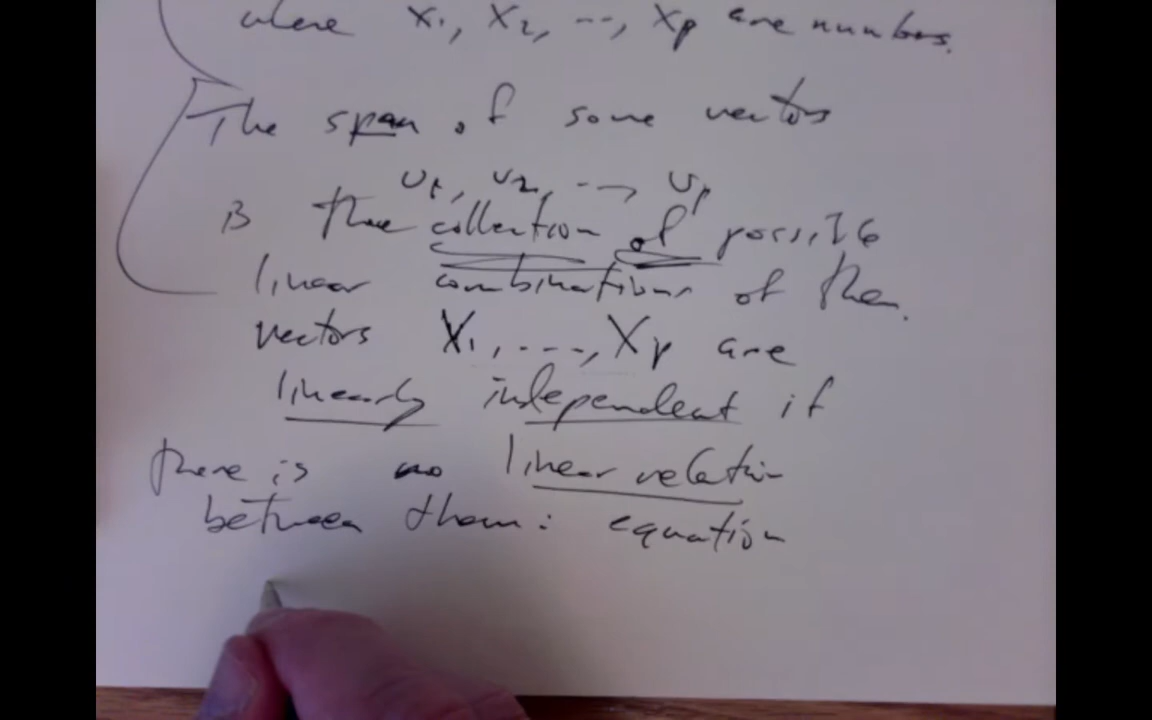 where x1, x2, ..., xp are numbers.
The span of some vectors
v1, v2, ..., vp
is the collection of possible
linear combinations of them.
vectors X1, ...., Xp are
linearly independent if
there is no linear relation
between them: equation